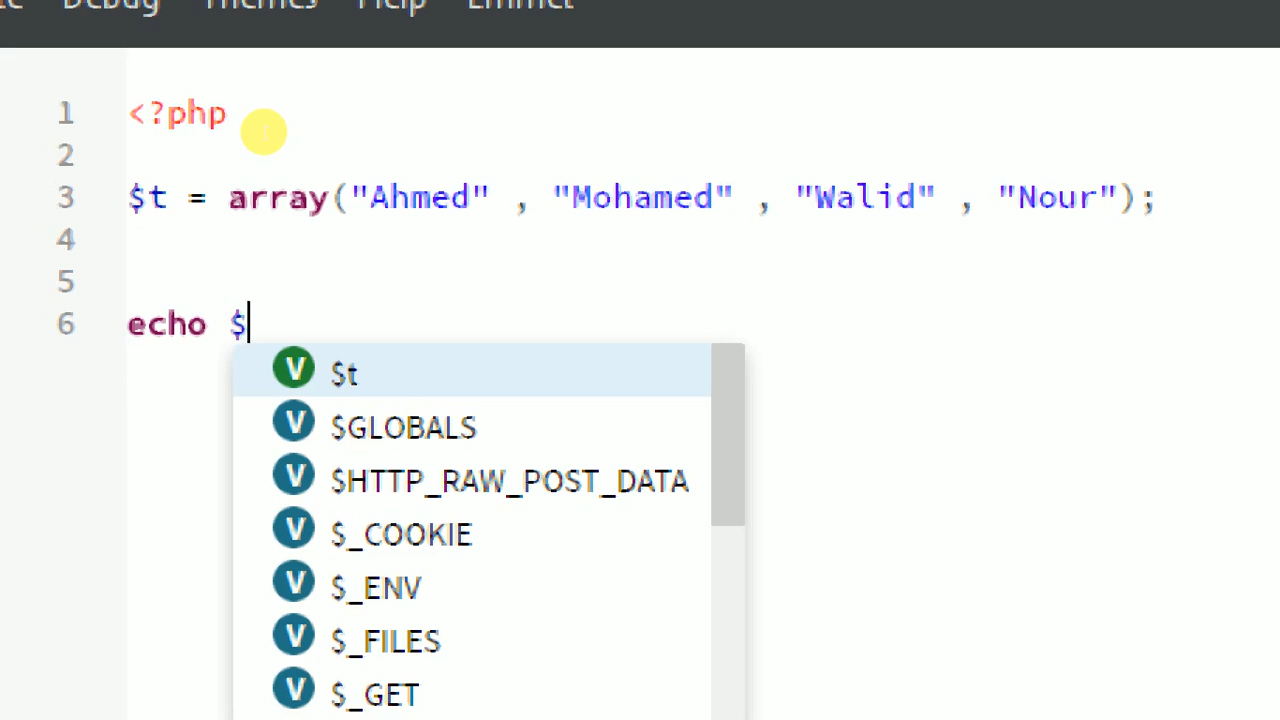 Debug Themes Help Emmet
1 <?php
2
3 $t = array("Ahmed" , "Mohamed" , "Walid" , "Nour");
4
5
6 echo $
V $t
V $GLOBALS
V $HTTP_RAW_POST_DATA
V $_COOKIE
V $_ENV
V $_FILES
V $_GET